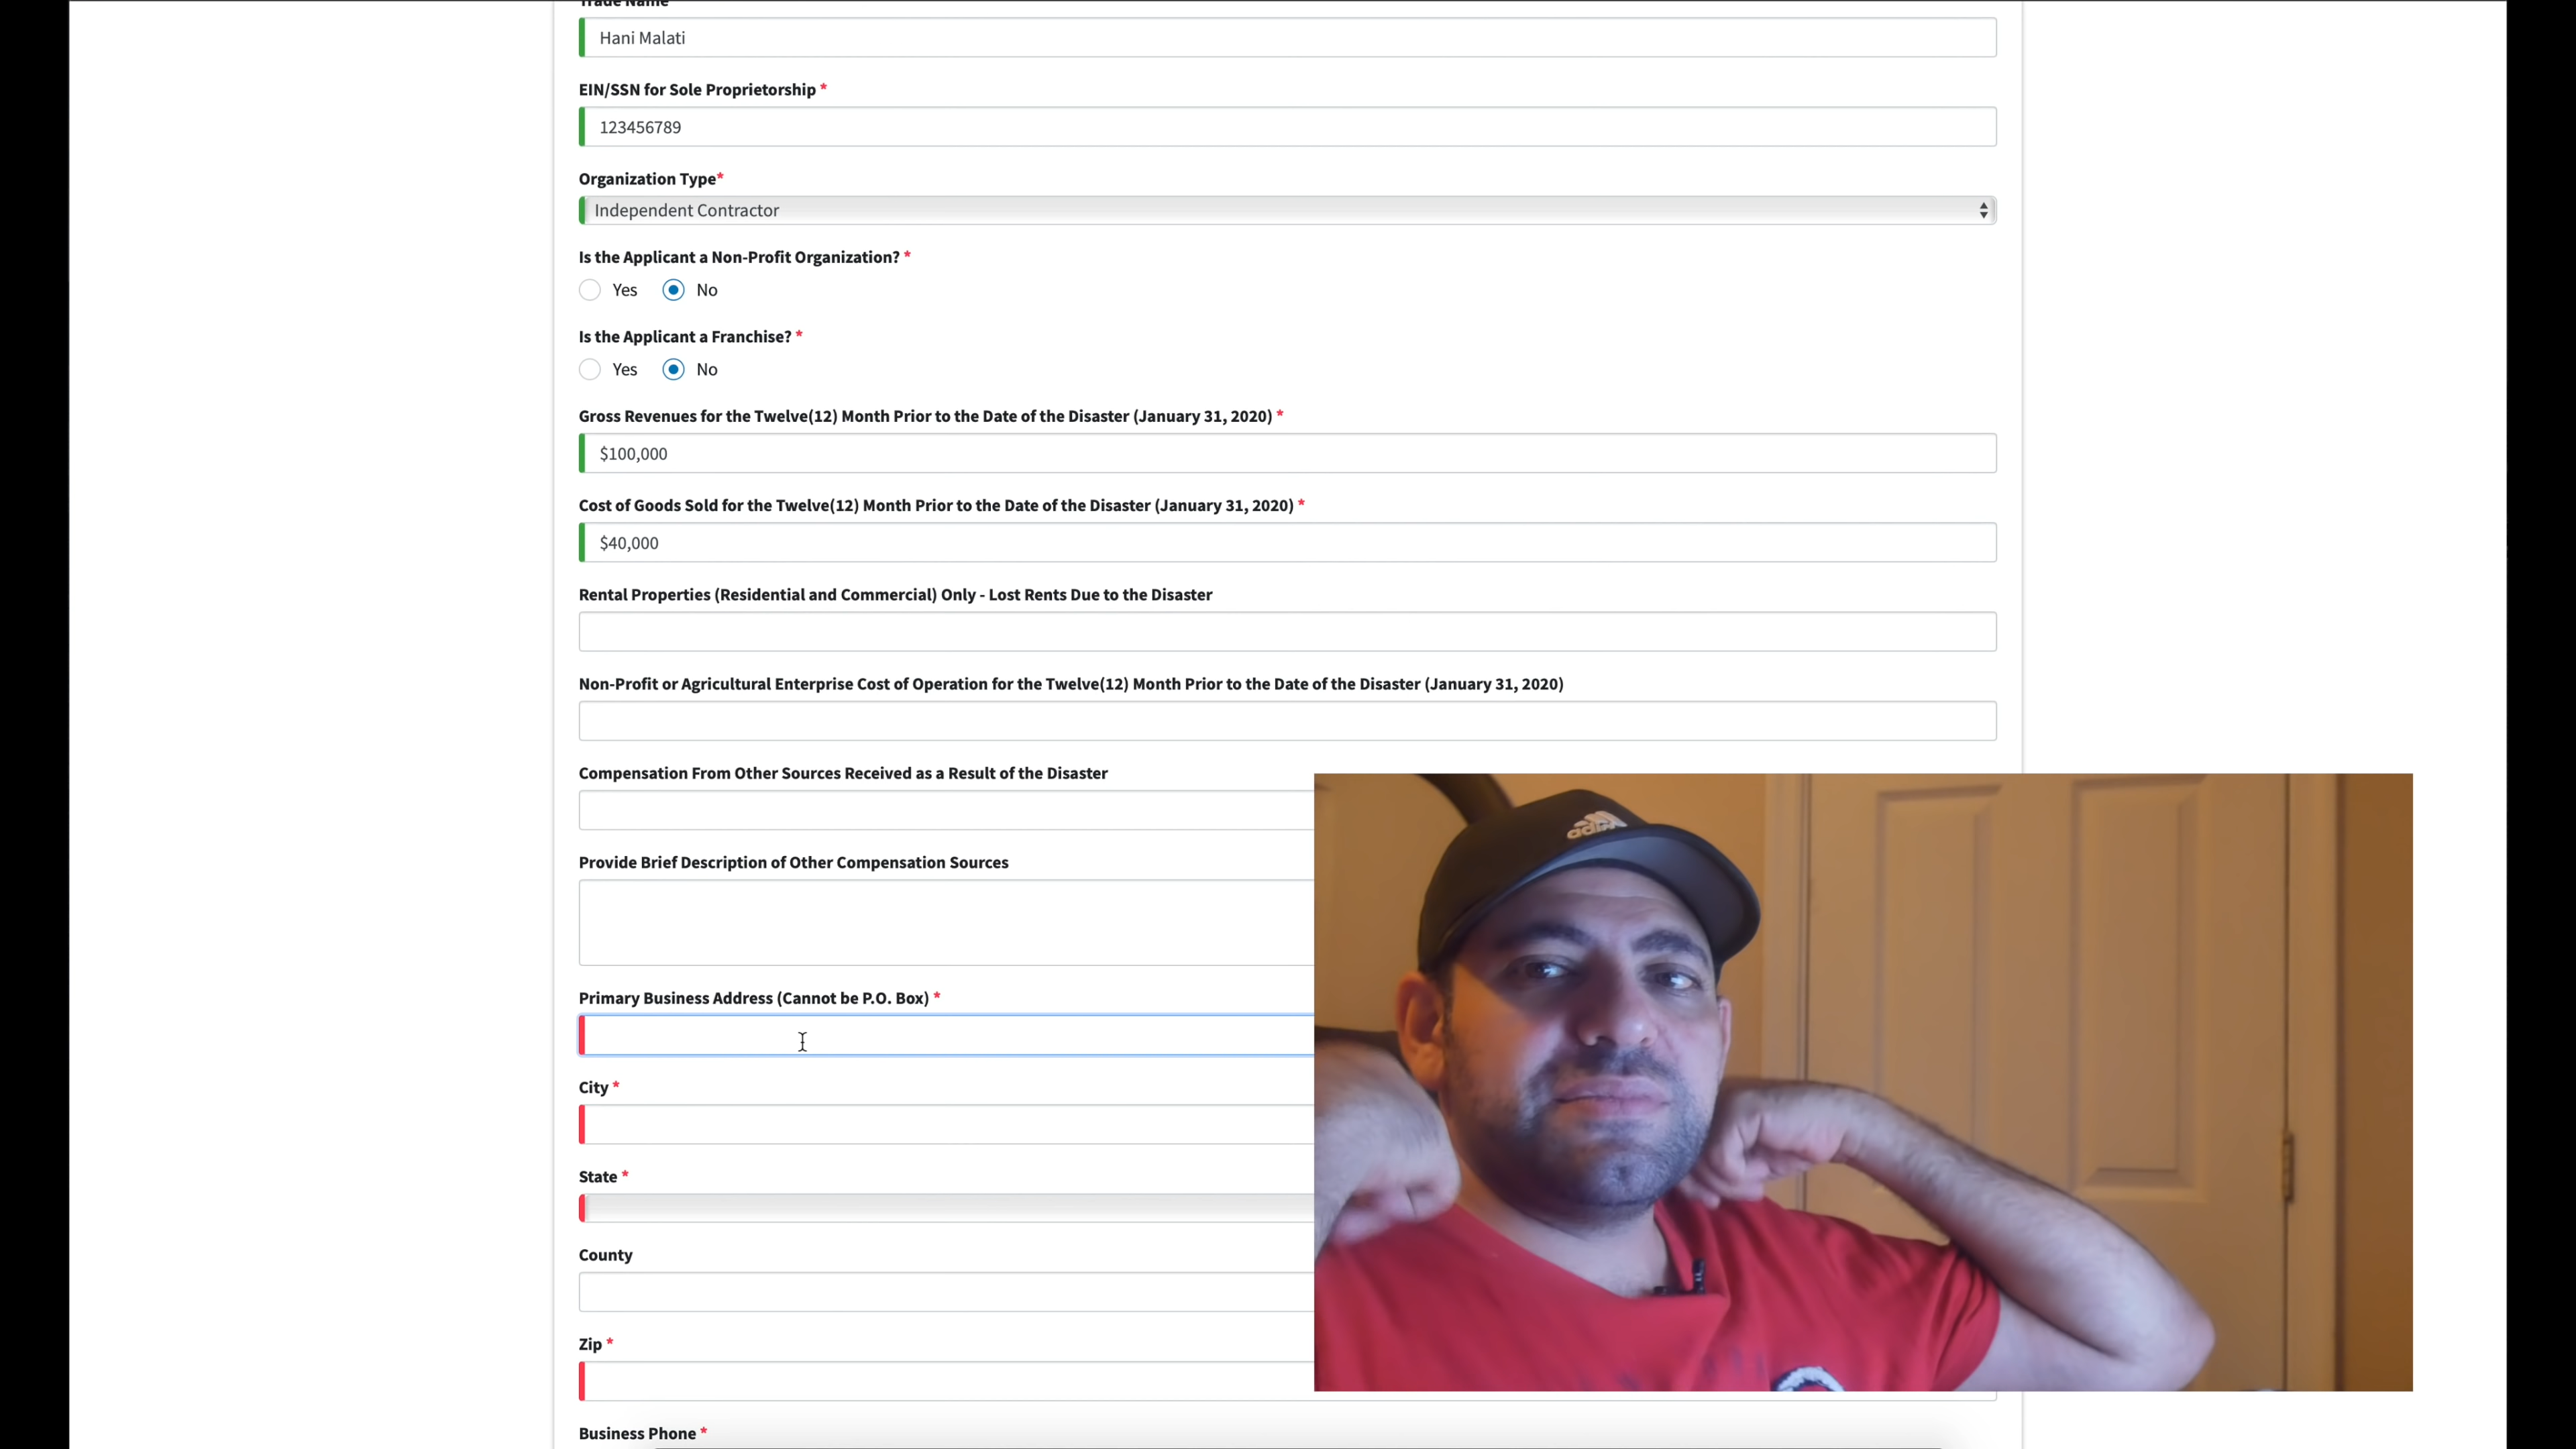 Trade Name
Hani Malati
EIN/SSN for Sole Proprietorship *
123456789
Organization Type*
Independent Contractor
Is the Applicant a Non-Profit Organization? *
Yes No
Is the Applicant a Franchise? *
Yes No
Gross Revenues for the Twelve(12) Month Prior to the Date of the Disaster (January 31, 2020) *
$100,000
Cost of Goods Sold for the Twelve(12) Month Prior to the Date of the Disaster (January 31, 2020) *
$40,000
Rental Properties (Residential and Commercial) Only - Lost Rents Due to the Disaster
Non-Profit or Agricultural Enterprise Cost of Operation for the Twelve(12) Month Prior to the Date of the Disaster (January 31, 2020)
Compensation From Other Sources Received as a Result of the Disaster
Provide Brief Description of Other Compensation Sources
adidas
Primary Business Address (Cannot be P.O. Box) *
City *
State *
County
Zip *
Business Phone *